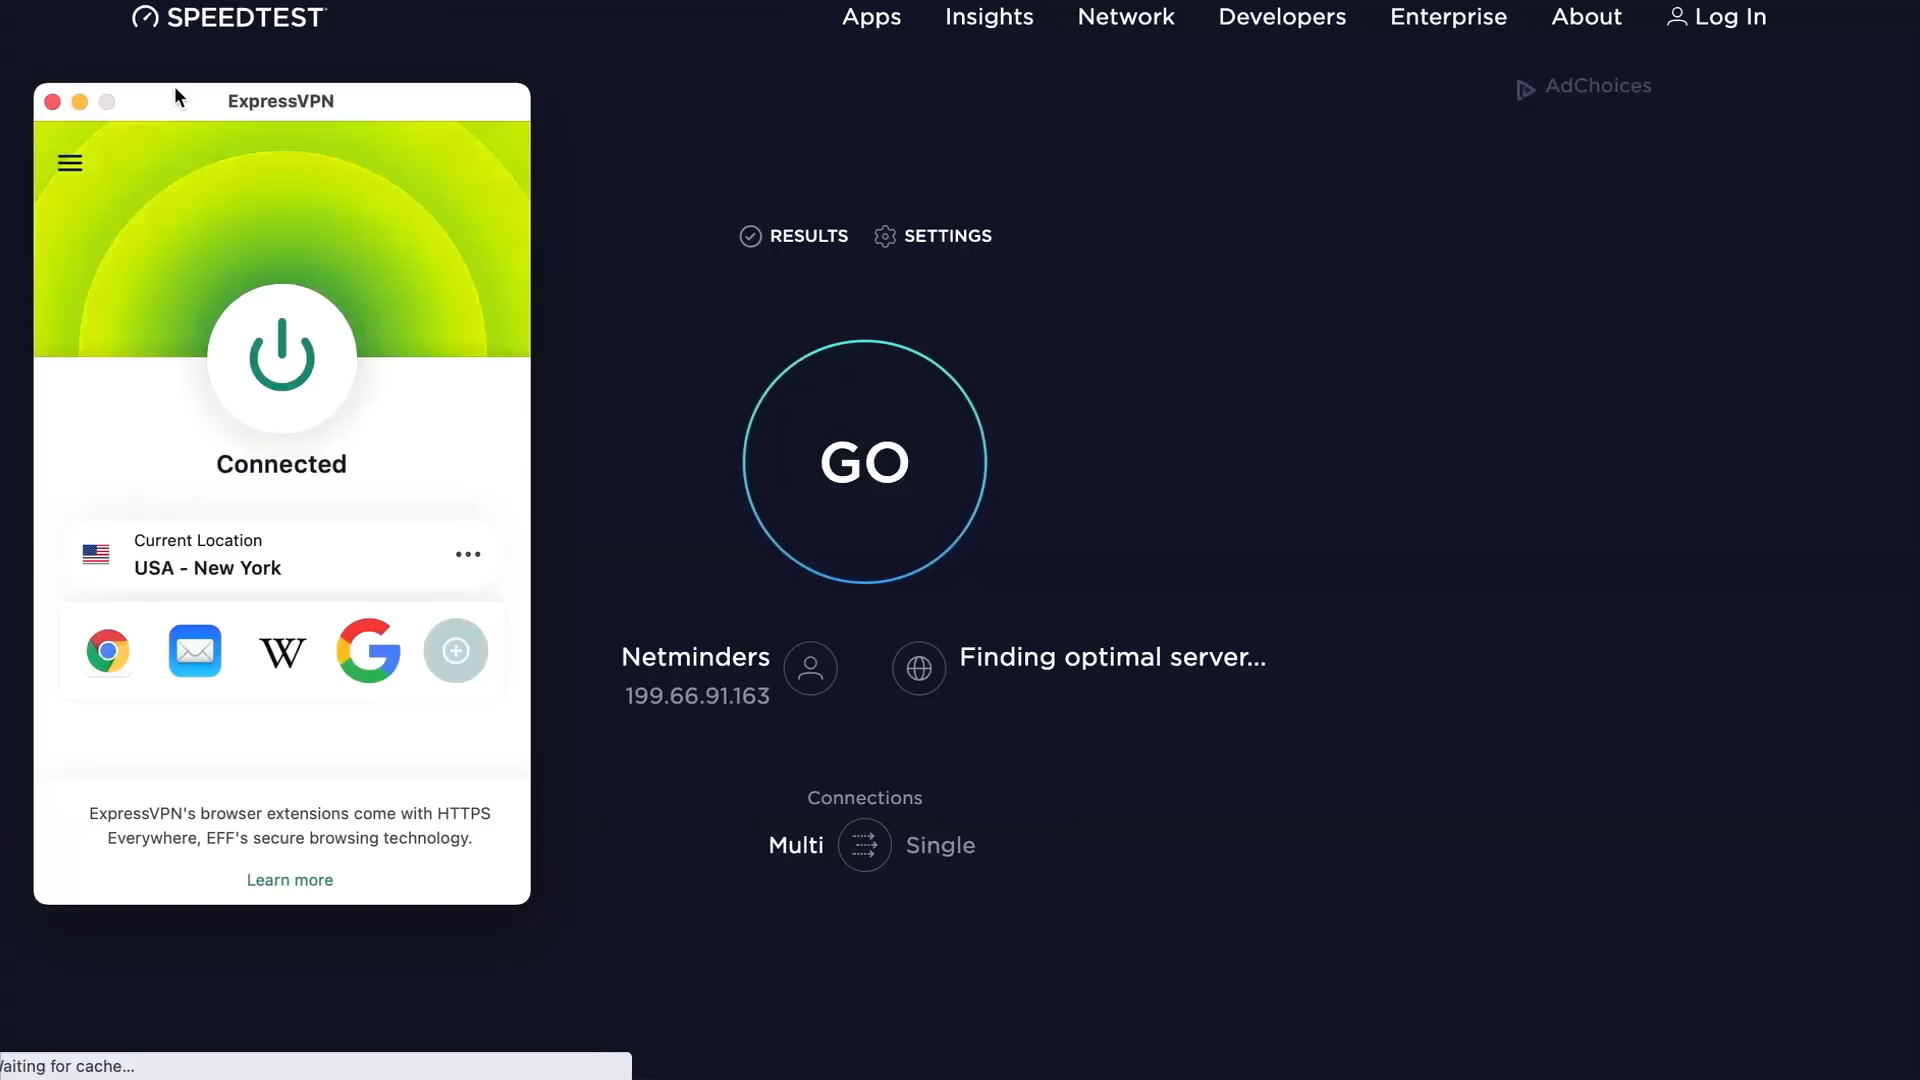 SPEEDTEST
Apps Insights Network Developers Enterprise About Log In
AdChoices
ExpressVPN
RESULTS SETTINGS
GO
Connected
Current Location
USA - New York
W
Netminders
199.66.91.163
Finding optimal server...
Connections
Multi Single
ExpressVPN's browser extensions come with HTTPS
Everywhere, EFF's secure browsing technology.
Learn more
aiting for cache...